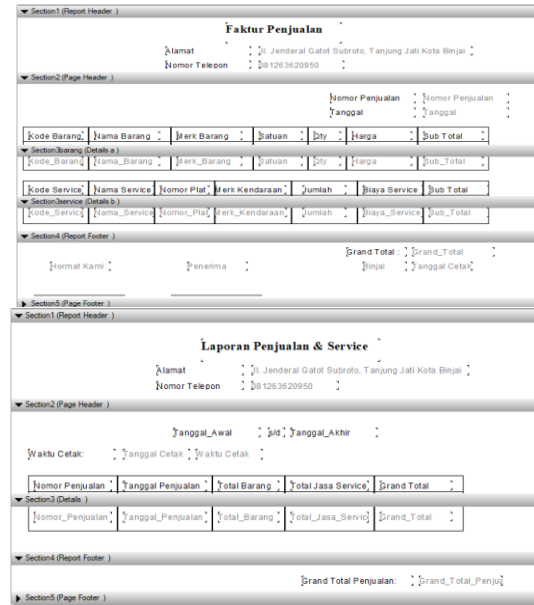 Section1 (Report Header )
Faktur Penjualan
Alamat Jl. Jenderal Gatot Subroto, Tanjung Jati Kota Binjai
Nomor Telepon 081263620950
Section2 (Page Header )
Nomor Penjualan Nomor Penjualan
Tanggal Tanggal
Kode Barang Nama Barang Merk Barang Satuan Qty Harga Sub Total
Section3barang (Details a )
Kode_Barang Nama_Barang Merk_Barang Satuan Qty Harga Sub_Total
Kode Service Nama Service Nomor Plat Merk Kendaraan Jumlah Biaya Service Sub Total
Section3service (Details b )
Kode_Service Nama_Service Nomor_Plat Merk_Kendaraan Jumlah Biaya_Service Sub_Total
Section4 (Report Footer )
Grand Total : Grand_Total
Hormat Kami Penerima Binjai Tanggal Cetak
Section5 (Page Footer )
Section1 (Report Header )
Laporan Penjualan & Service
Alamat Jl. Jenderal Gatot Subroto, Tanjung Jati Kota Binjai
Nomor Telepon 081263620950
Section2 (Page Header )
Tanggal_Awal s/d Tanggal_Akhir
Waktu Cetak: Tanggal Cetak Waktu Cetak
Nomor Penjualan Tanggal Penjualan Total Barang Total Jasa Service Grand Total
Section3 (Details )
Nomor_Penjualan Tanggal_Penjualan Total_Barang Total_Jasa_Servic Grand_Total
Section4 (Report Footer )
Grand Total Penjualan: Grand_Total_Penju
Section5 (Page Footer )